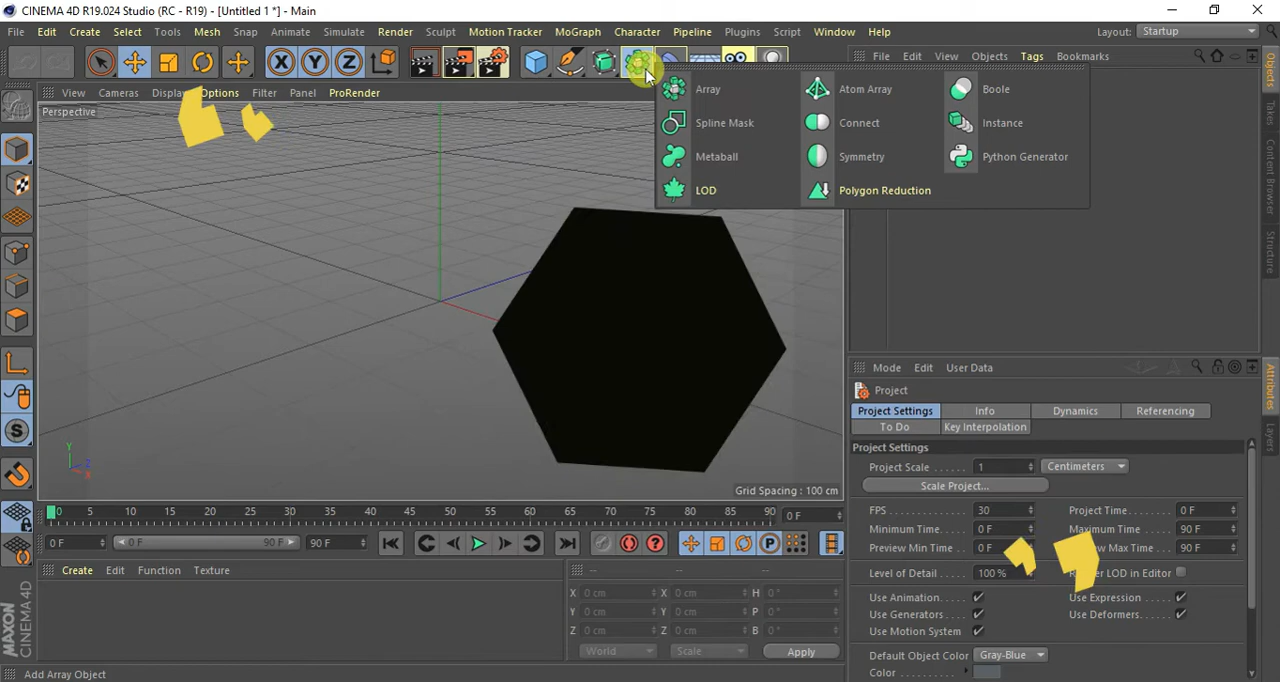 CINEMA 4D R19.024 Studio (RC - R19) - [Untitled 1 *] - Main
File Edit Create Select Tools Mesh Snap Animate Simulate Render Sculpt Motion Tracker MoGraph Character Pipeline Plugins Script Window Help Layout: Startup
X Y Z
File Edit View Objects Tags Bookmarks
View Cameras Options Filter Panel ProRender
Perspective
Array Atom Array Boole
Spline Mask Connect Instance
Metaball Symmetry Python Generator
LOD Polygon Reduction
Objects
Takes
Content Browser
Structure
Y Z X
Grid Spacing : 100 cm
0 5 10 15 20 25 30 35 40 45 50 55 60 65 70 75 80 85 90 0 F
0 F 0 F 90 F 90 F
Create Edit Function Texture
-- -- --
X 0 cm X 0 cm H 0 °
Y 0 cm Y 0 cm P 0 °
Z 0 cm Z 0 cm B 0 °
World Scale Apply
MAXON CINEMA 4D
Add Array Object
Mode Edit User Data
Project
Project Settings Info Dynamics Referencing
To Do Key Interpolation
Project Settings
Project Scale 1 Centimeters
Scale Project...
FPS 30 Project Time 0 F
Minimum Time 0 F Maximum Time 90 F
Preview Min Time 0 F Max Time 90 F
Level of Detail 100 % LOD in Editor
Use Animation Use Expression
Use Generators Use Deformers
Use Motion System
Default Object Color Gray-Blue
Color
Attributes
Layers